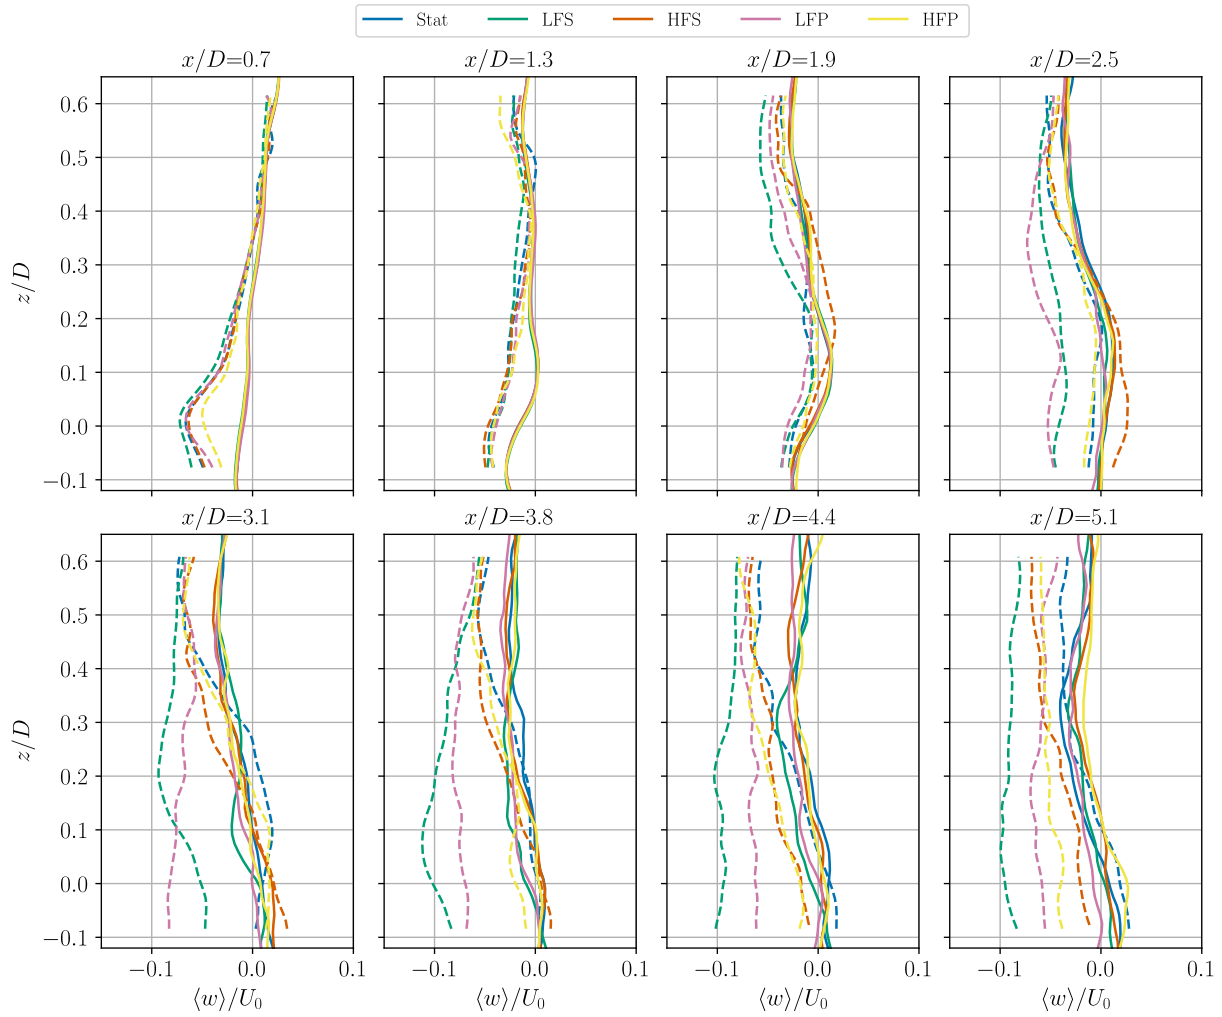 Stat LFS HFS LFP HFP
x/D=0.7 x/D=1.3 x/D=1.9 x/D=2.5
0.6
0.5
0.4
0.3
0.2
0.1
0.0
−0.1
z/D
x/D=3.1 x/D=3.8 x/D=4.4 x/D=5.1
0.6
0.5
0.4
0.3
0.2
0.1
0.0
−0.1
z/D
−0.1 0.0 0.1 −0.1 0.0 0.1 −0.1 0.0 0.1 −0.1 0.0 0.1
⟨w⟩/U₀ ⟨w⟩/U₀ ⟨w⟩/U₀ ⟨w⟩/U₀